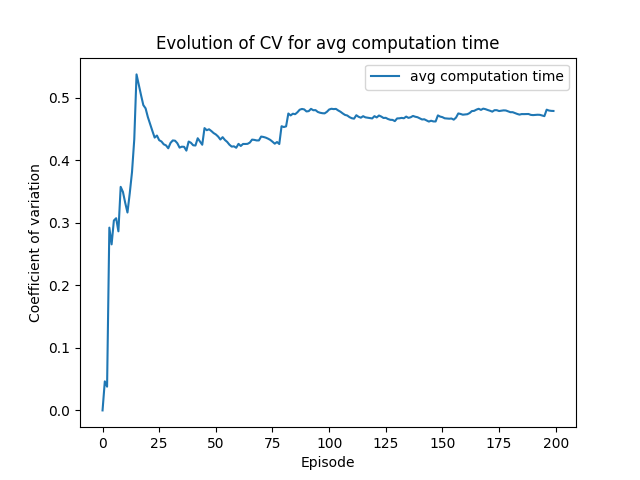 Evolution of CV for avg computation time
avg computation time
Coefficient of variation
0.5
0.4
0.3
0.2
0.1
0.0
0 25 50 75 100 125 150 175 200
Episode